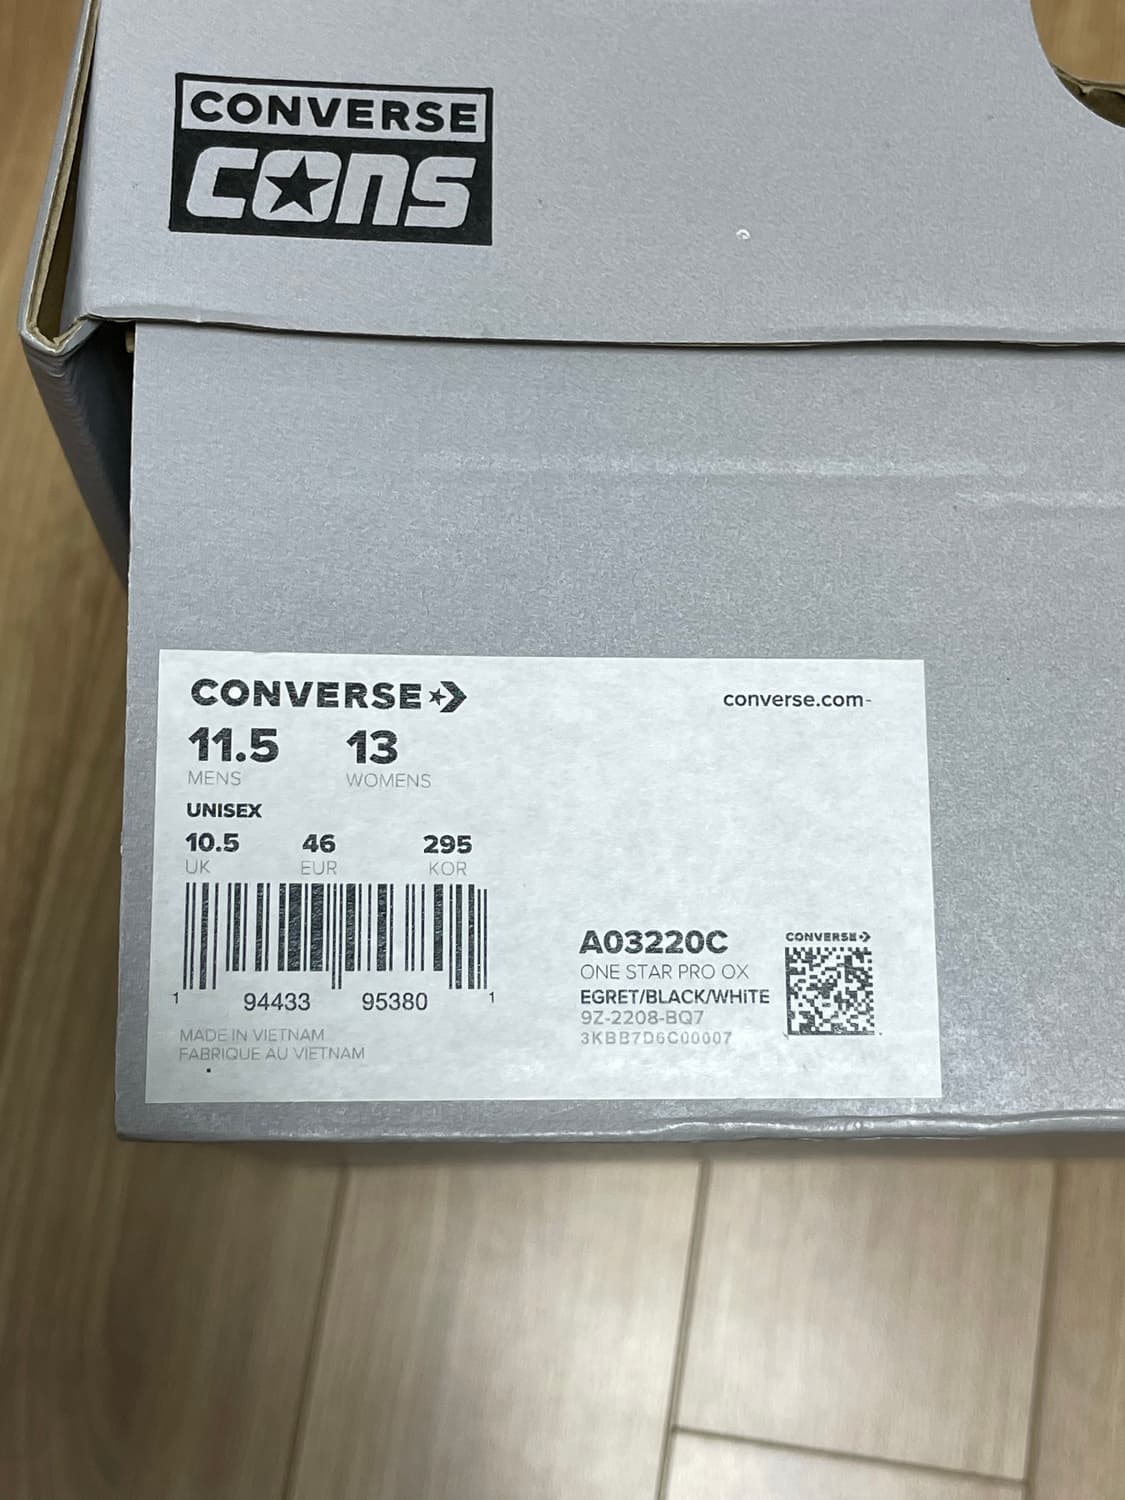 CONVERSE
CONS
CONVERSE
converse.com-
11.5 13
MENS WOMENS
UNISEX
10.5 46 295
UK EUR KOR
1 94433 95380 1
MADE IN VIETNAM
FABRIQUE AU VIETNAM
A03220C
ONE STAR PRO OX
EGRET/BLACK/WHiTE
9Z-2208-BQ7
3KBB7D6C00007
CONVERSE